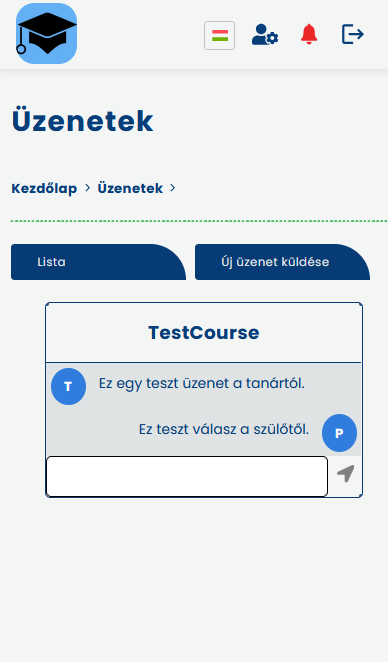 Üzenetek
Kezdőlap > Üzenetek >
Lista
Új üzenet küldése
TestCourse
T Ez egy teszt üzenet a tanártól.
Ez teszt válasz a szülőtől. P